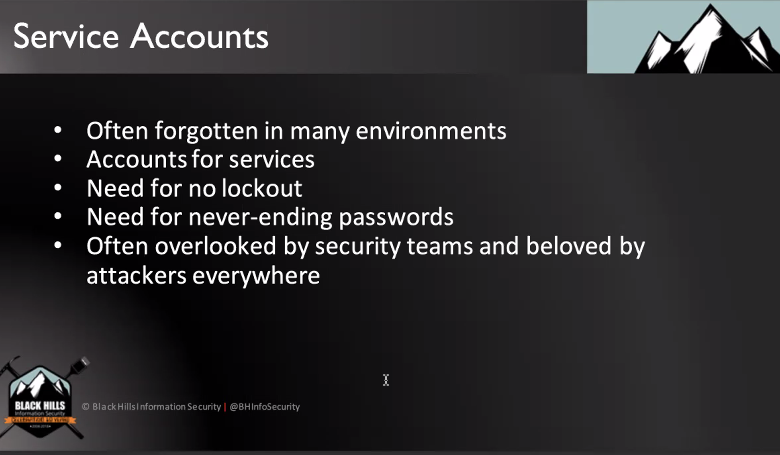 Service Accounts
• Often forgotten in many environments
• Accounts for services
• Need for no lockout
• Need for never-ending passwords
• Often overlooked by security teams and beloved by
attackers everywhere
BLACK HILLS
Information Security
© Black Hills Information Security | @BHInfoSecurity